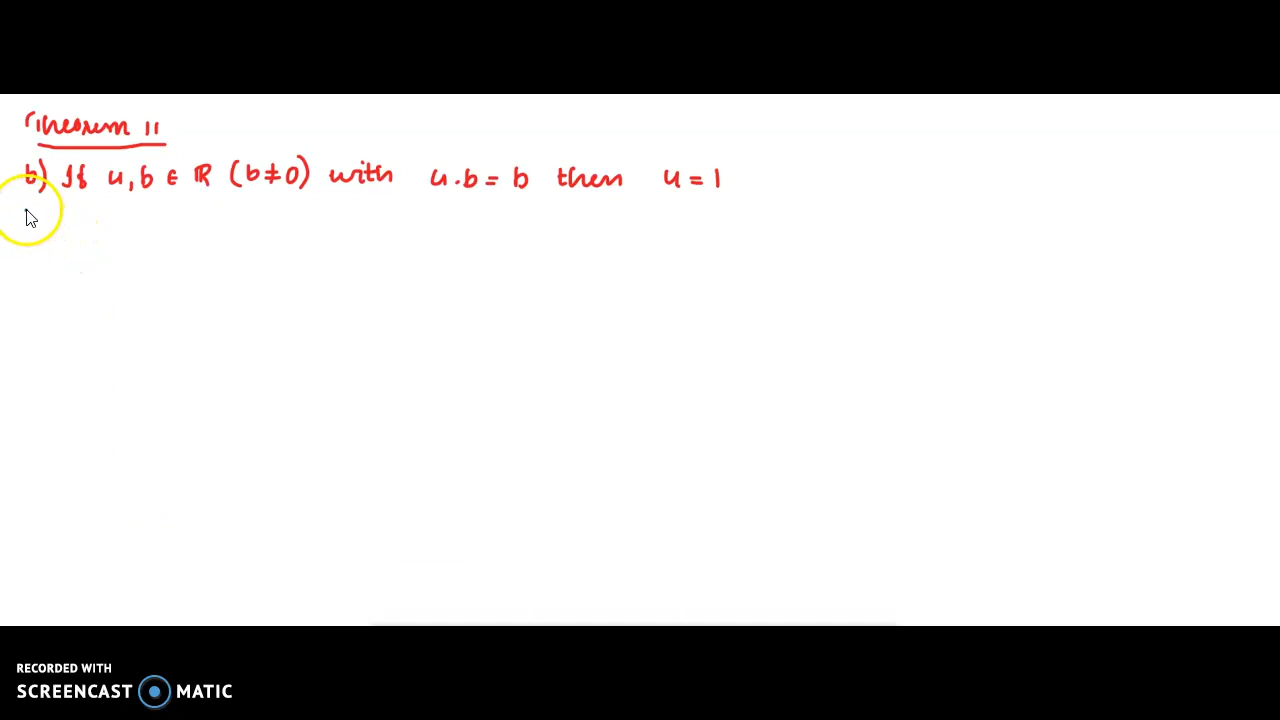 Theorem 11
b) If u, b ∈ ℝ (b ≠ 0) with u . b = b then u = 1
RECORDED WITH
SCREENCAST MATIC